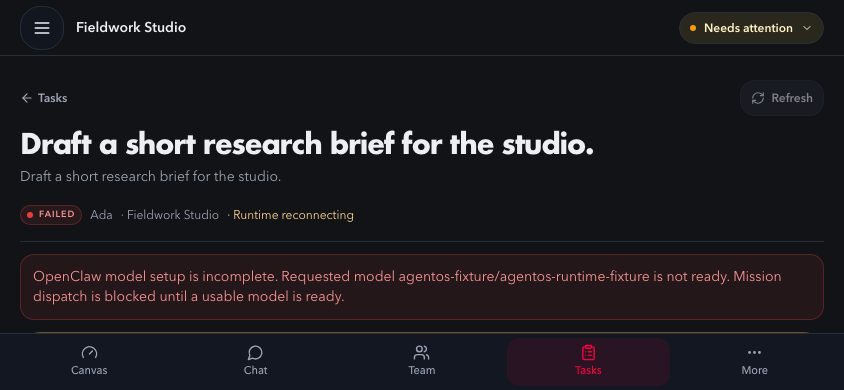 Fieldwork Studio
Needs attention
Tasks
Refresh
Draft a short research brief for the studio.
Draft a short research brief for the studio.
FAILED Ada · Fieldwork Studio · Runtime reconnecting
OpenClaw model setup is incomplete. Requested model agentos-fixture/agentos-runtime-fixture is not ready. Mission
dispatch is blocked until a usable model is ready.
Canvas
Chat
Team
Tasks
More